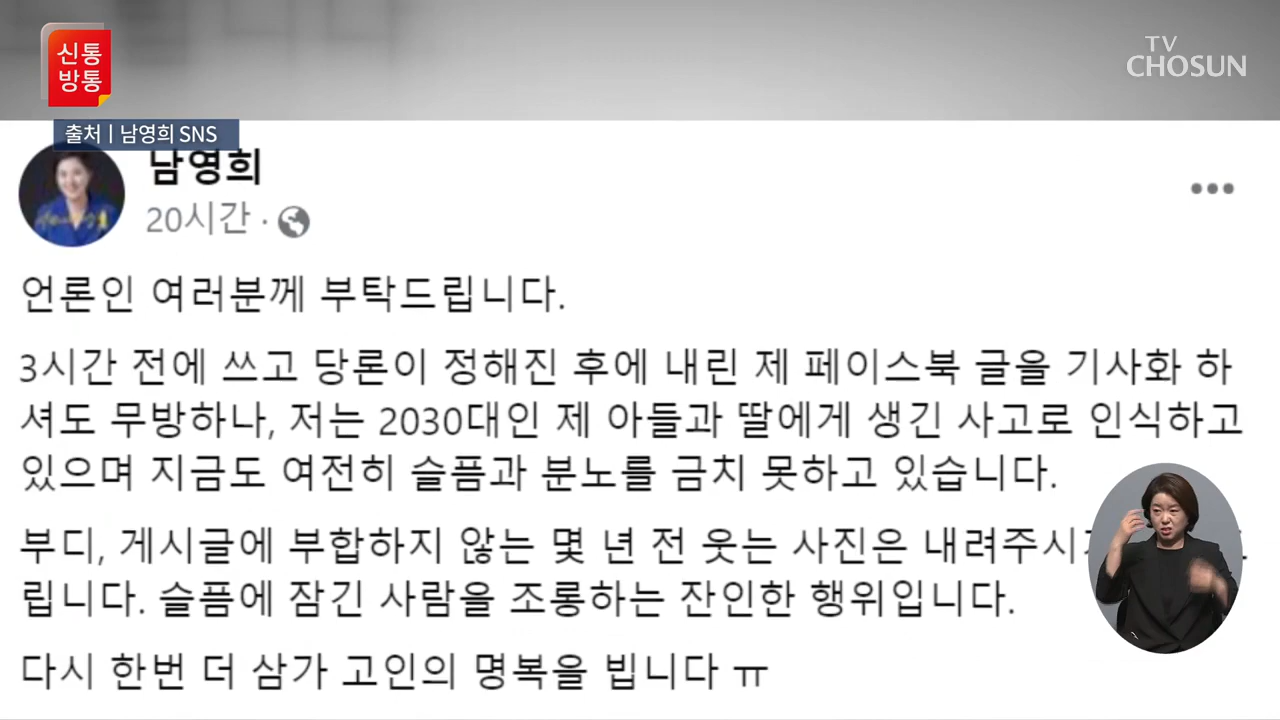 신통
방통
TV
CHOSUN
출처 | 남영희 SNS
남영희
20시간 ·
언론인 여러분께 부탁드립니다.
3시간 전에 쓰고 당론이 정해진 후에 내린 제 페이스북 글을 기사화 하
셔도 무방하나, 저는 2030대인 제 아들과 딸에게 생긴 사고로 인식하고
있으며 지금도 여전히 슬픔과 분노를 금치 못하고 있습니다.
부디, 게시글에 부합하지 않는 몇 년 전 웃는 사진은 내려주시
립니다. 슬픔에 잠긴 사람을 조롱하는 잔인한 행위입니다.
다시 한번 더 삼가 고인의 명복을 빕니다 ㅠ